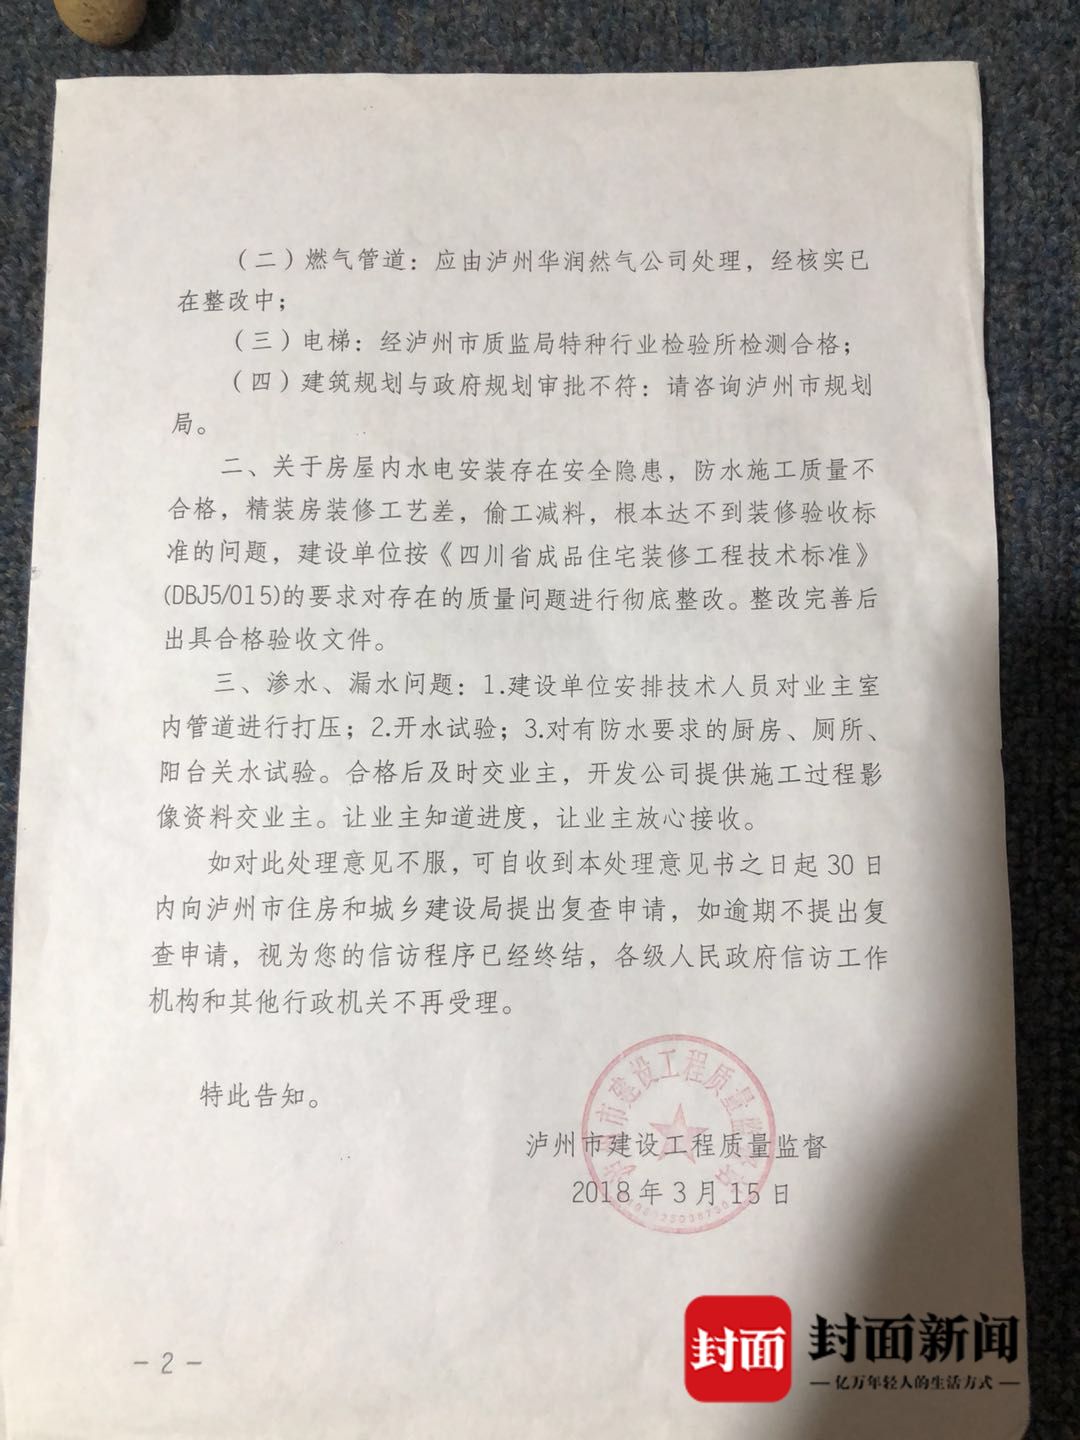 （二）燃气管道：应由泸州华润然气公司处理，经核实已
在整改中；
（三）电梯：经泸州市质监局特种行业检验所检测合格；
（四）建筑规划与政府规划审批不符：请咨询泸州市规划
局。
二、关于房屋内水电安装存在安全隐患，防水施工质量不
合格，精装房装修工艺差，偷工减料，根本达不到装修验收标
准的问题，建设单位按《四川省成品住宅装修工程技术标准》
(DBJ5/015)的要求对存在的质量问题进行彻底整改。整改完善后
出具合格验收文件。
三、渗水、漏水问题：1.建设单位安排技术人员对业主室
内管道进行打压；2.开水试验；3.对有防水要求的厨房、厕所、
阳台关水试验。合格后及时交业主，开发公司提供施工过程影
像资料交业主。让业主知道进度，让业主放心接收。
如对此处理意见不服，可自收到本处理意见书之日起30日
内向泸州市住房和城乡建设局提出复查申请，如逾期不提出复
查申请，视为您的信访程序已经终结，各级人民政府信访工作
机构和其他行政机关不再受理。
特此告知。
泸州市建设工程质量监督
2018年3月15日
泸州市建设工程质量监督站
- 2 -
封面
封面新闻
亿万年轻人的生活方式